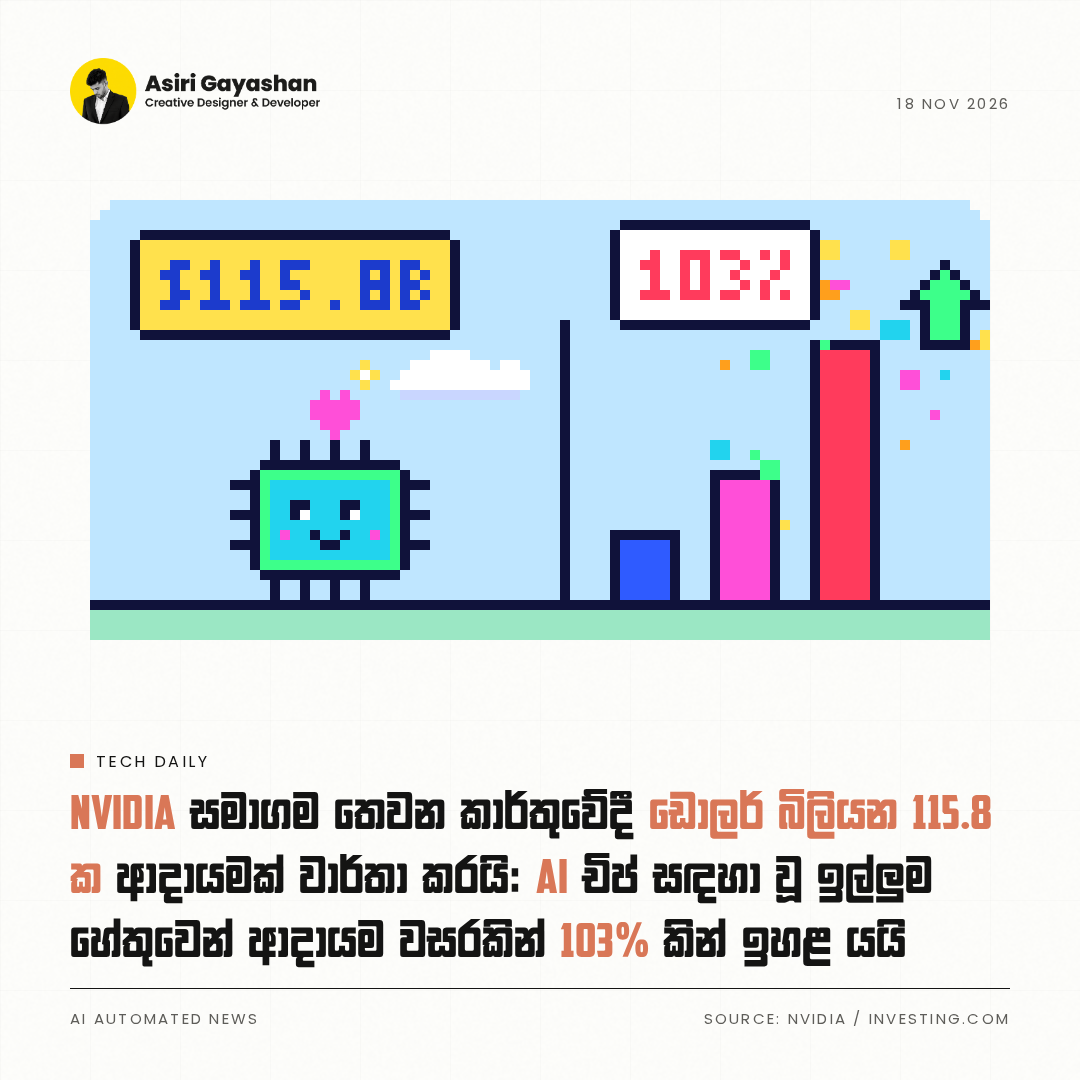 Asiri Gayashan
Creative Designer & Developer
18 NOV 2026
$115.8B
103%
TECH DAILY
NVIDIA සමාගම තෙවන කාර්තුවේදී ඩොලර් බිලියන 115.8
ක ආදායමක් වාර්තා කරයි: AI චිප් සඳහා වූ ඉල්ලුම
හේතුවෙන් ආදායම වසරකින් 103% කින් ඉහළ යයි
AI AUTOMATED NEWS
SOURCE: NVIDIA / INVESTING.COM